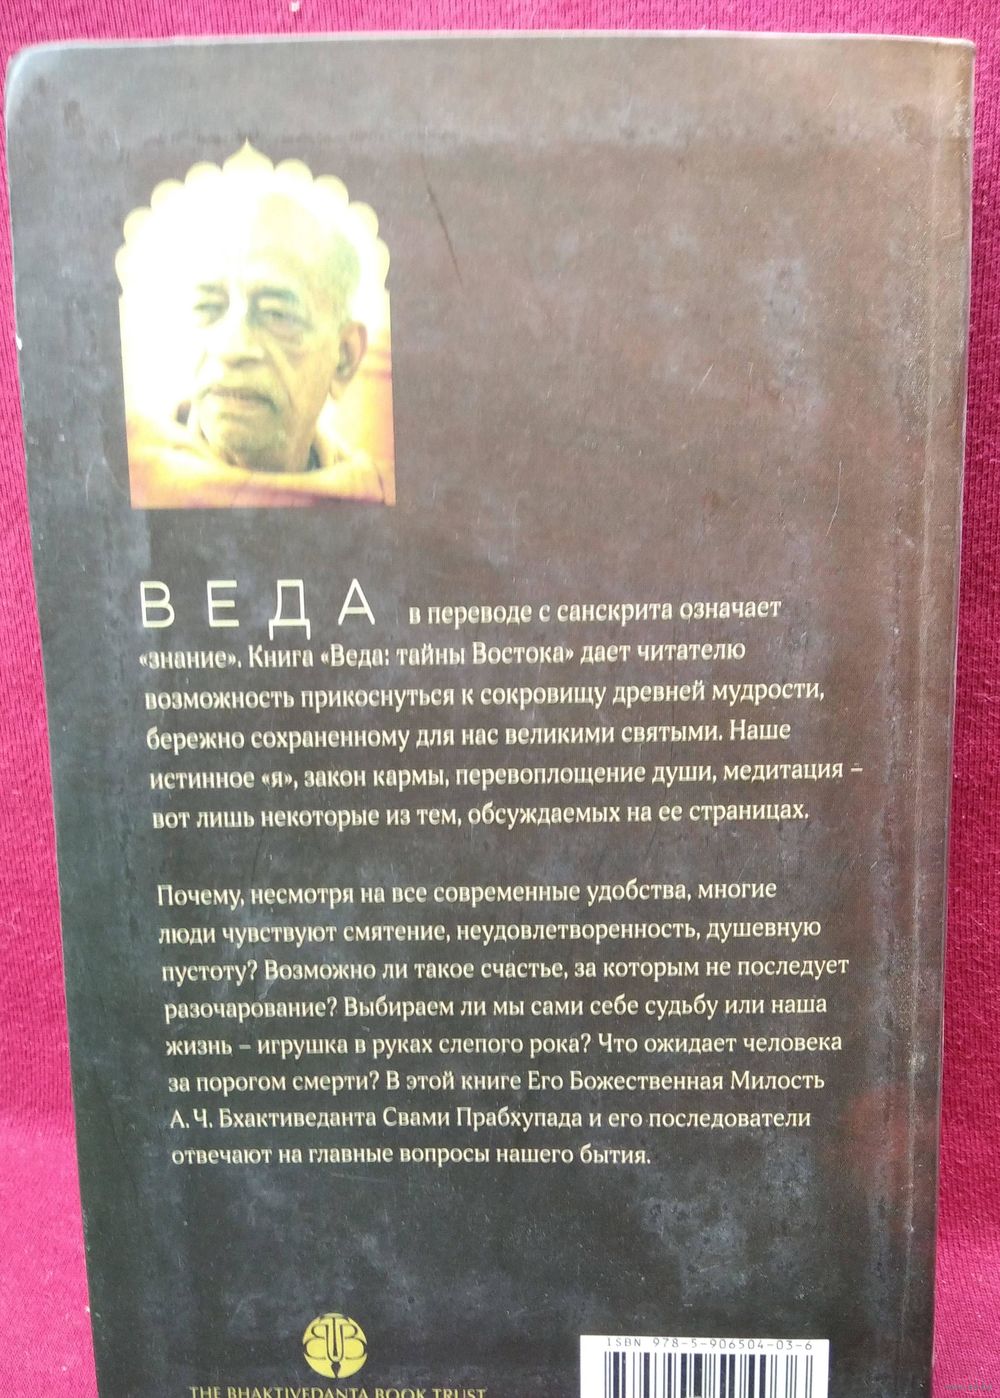 ВЕДА в переводе с санскрита означает
«знание». Книга «Веда: тайны Востока» дает читателю
возможность прикоснуться к сокровищу древней мудрости,
бережно сохраненному для нас великими святыми. Наше
истинное «я», закон кармы, перевоплощение души, медитация –
вот лишь некоторые из тем, обсуждаемых на ее страницах.
Почему, несмотря на все современные удобства, многие
люди чувствуют смятение, неудовлетворенность, душевную
пустоту? Возможно ли такое счастье, за которым не последует
разочарование? Выбираем ли мы сами себе судьбу или наша
жизнь – игрушка в руках слепого рока? Что ожидает человека
за порогом смерти? В этой книге Его Божественная Милость
А. Ч. Бхактиведанта Свами Прабхупада и его последователи
отвечают на главные вопросы нашего бытия.
BBT
THE BHAKTIVEDANTA BOOK TRUST
ISBN 978-5-906504-03-6